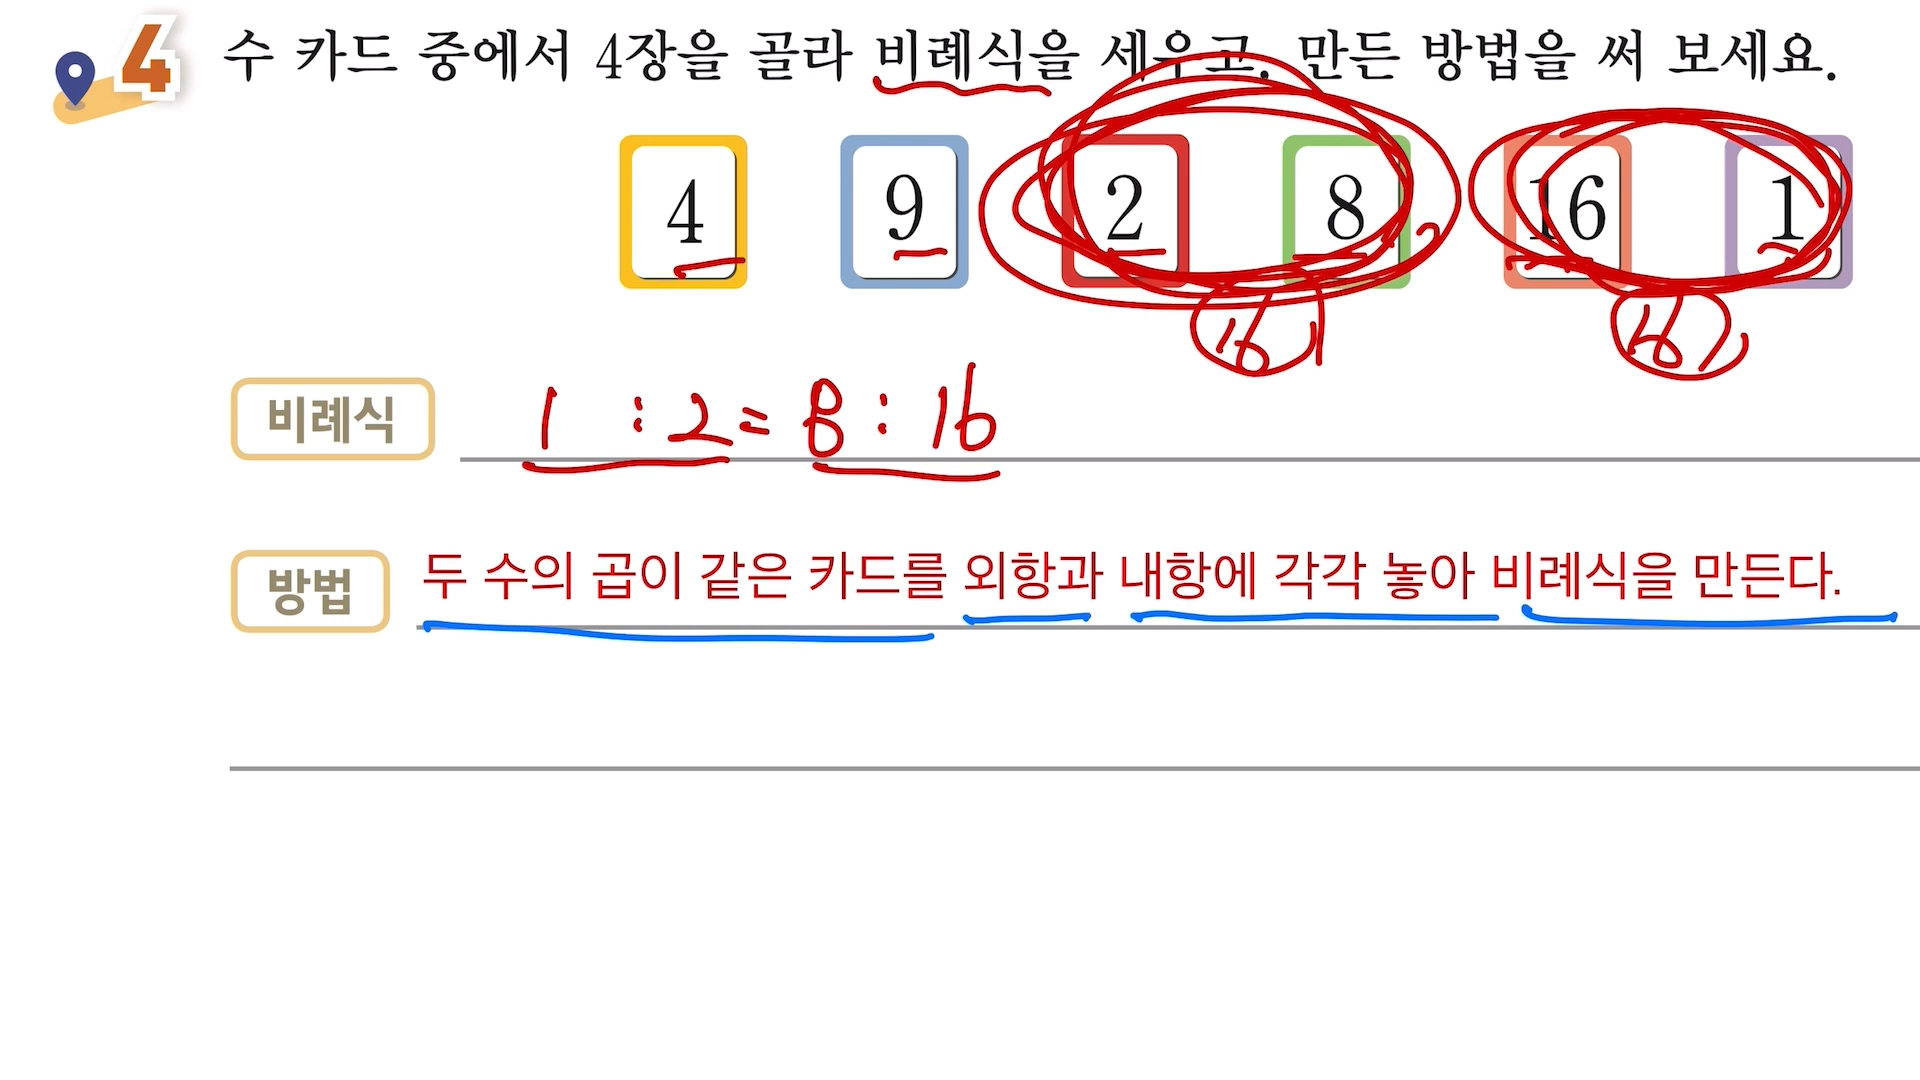 4 수 카드 중에서 4장을 골라 비례식을 세우고, 만든 방법을 써 보세요.
4 9 2 8 16 1
16 16
비례식 1 : 2 = 8 : 16
방법 두 수의 곱이 같은 카드를 외항과 내항에 각각 놓아 비례식을 만든다.